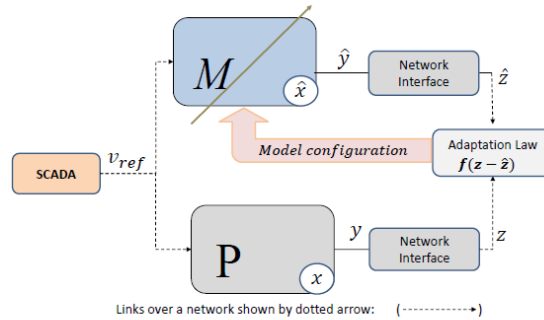 M
x̂
ŷ
Network
Interface
ẑ
Adaptation Law
f(z − ẑ)
Model configuration
SCADA
v_ref
P
x
y
Network
Interface
z
Links over a network shown by dotted arrow: ( )